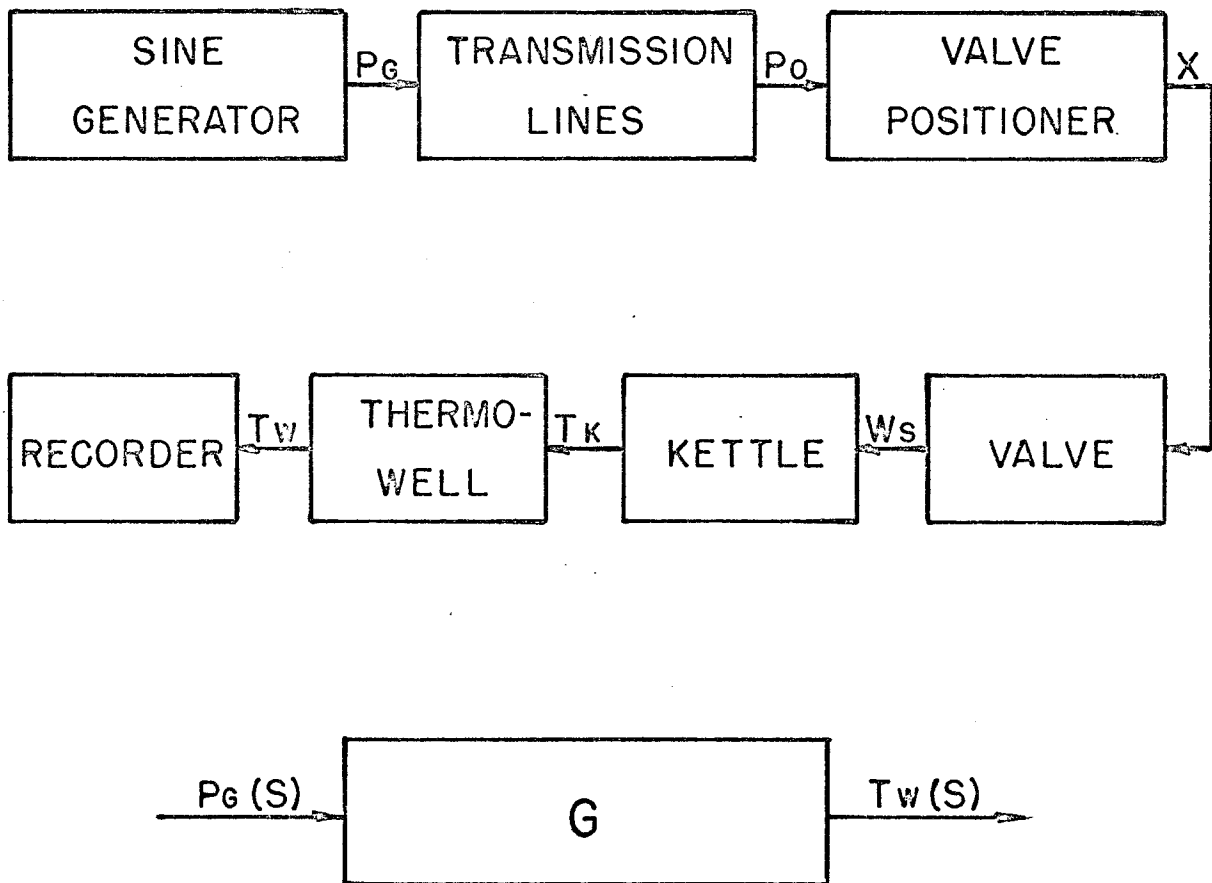 SINE
GENERATOR
PG
TRANSMISSION
LINES
PO
VALVE
POSITIONER
X
RECORDER
TW
THERMO-
WELL
TK
KETTLE
WS
VALVE
PG(S)
G
TW(S)